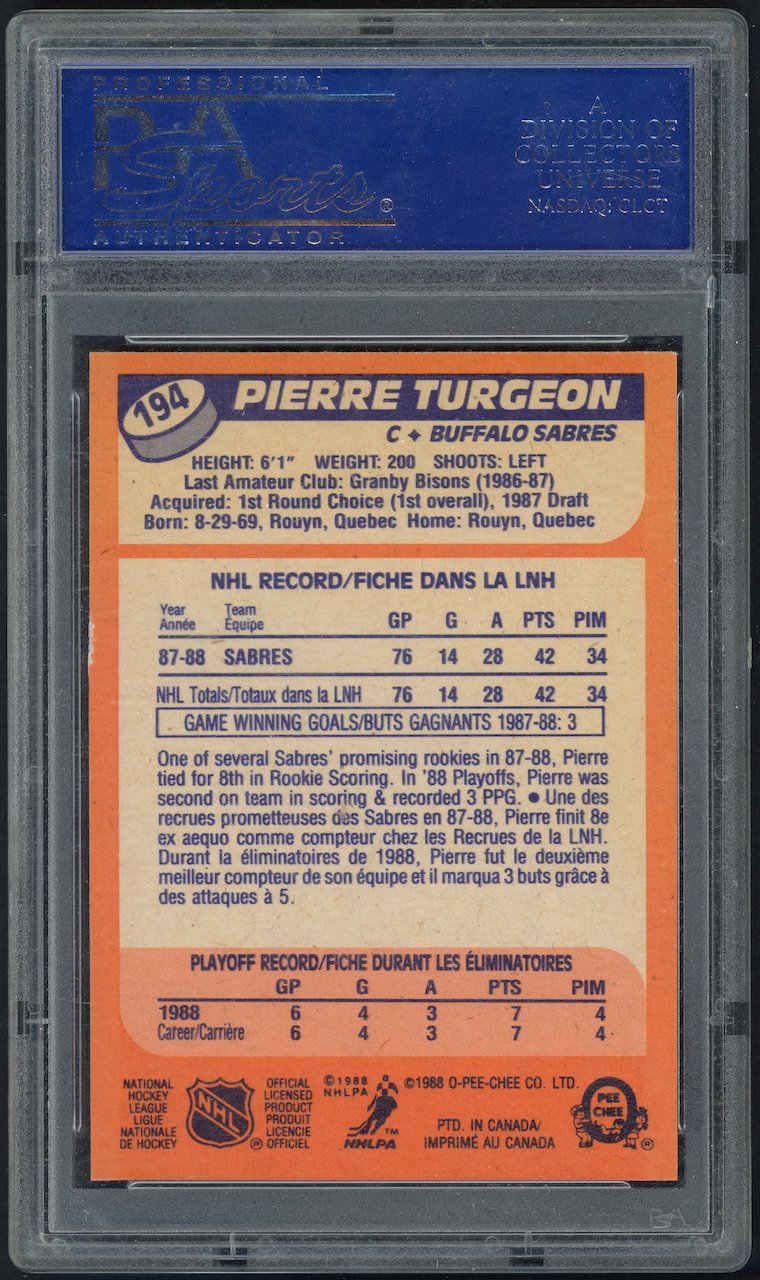 PROFESSIONAL
PSA
Sports®
AUTHENTICATOR
A
DIVISION OF
COLLECTORS
UNIVERSE
NASDAQ: CLCT
194
PIERRE TURGEON
C ✦ BUFFALO SABRES
HEIGHT: 6'1" WEIGHT: 200 SHOOTS: LEFT
Last Amateur Club: Granby Bisons (1986-87)
Acquired: 1st Round Choice (1st overall), 1987 Draft
Born: 8-29-69, Rouyn, Quebec Home: Rouyn, Quebec
NHL RECORD/FICHE DANS LA LNH
Year Team
Année Équipe GP G A PTS PIM
87-88 SABRES 76 14 28 42 34
NHL Totals/Totaux dans la LNH 76 14 28 42 34
GAME WINNING GOALS/BUTS GAGNANTS 1987-88: 3
One of several Sabres' promising rookies in 87-88, Pierre
tied for 8th in Rookie Scoring. In '88 Playoffs, Pierre was
second on team in scoring & recorded 3 PPG. ● Une des
recrues prometteuses des Sabres en 87-88, Pierre finit 8e
ex aequo comme compteur chez les Recrues de la LNH.
Durant la éliminatoires de 1988, Pierre fut le deuxième
meilleur compteur de son équipe et il marqua 3 buts grâce à
des attaques à 5.
PLAYOFF RECORD/FICHE DURANT LES ÉLIMINATOIRES
GP G A PTS PIM
1988 6 4 3 7 4
Career/Carrière 6 4 3 7 4
NATIONAL
HOCKEY
LEAGUE
LIGUE
NATIONALE
DE HOCKEY
NHL
®
OFFICIAL
LICENSED
PRODUCT
PRODUIT
LICENCIE
OFFICIEL
©1988
NHLPA
™
NHLPA
©1988 O-PEE-CHEE CO. LTD.
PTD. IN CANADA/
IMPRIMÉ AU CANADA
PEE
CHEE
®
PSA